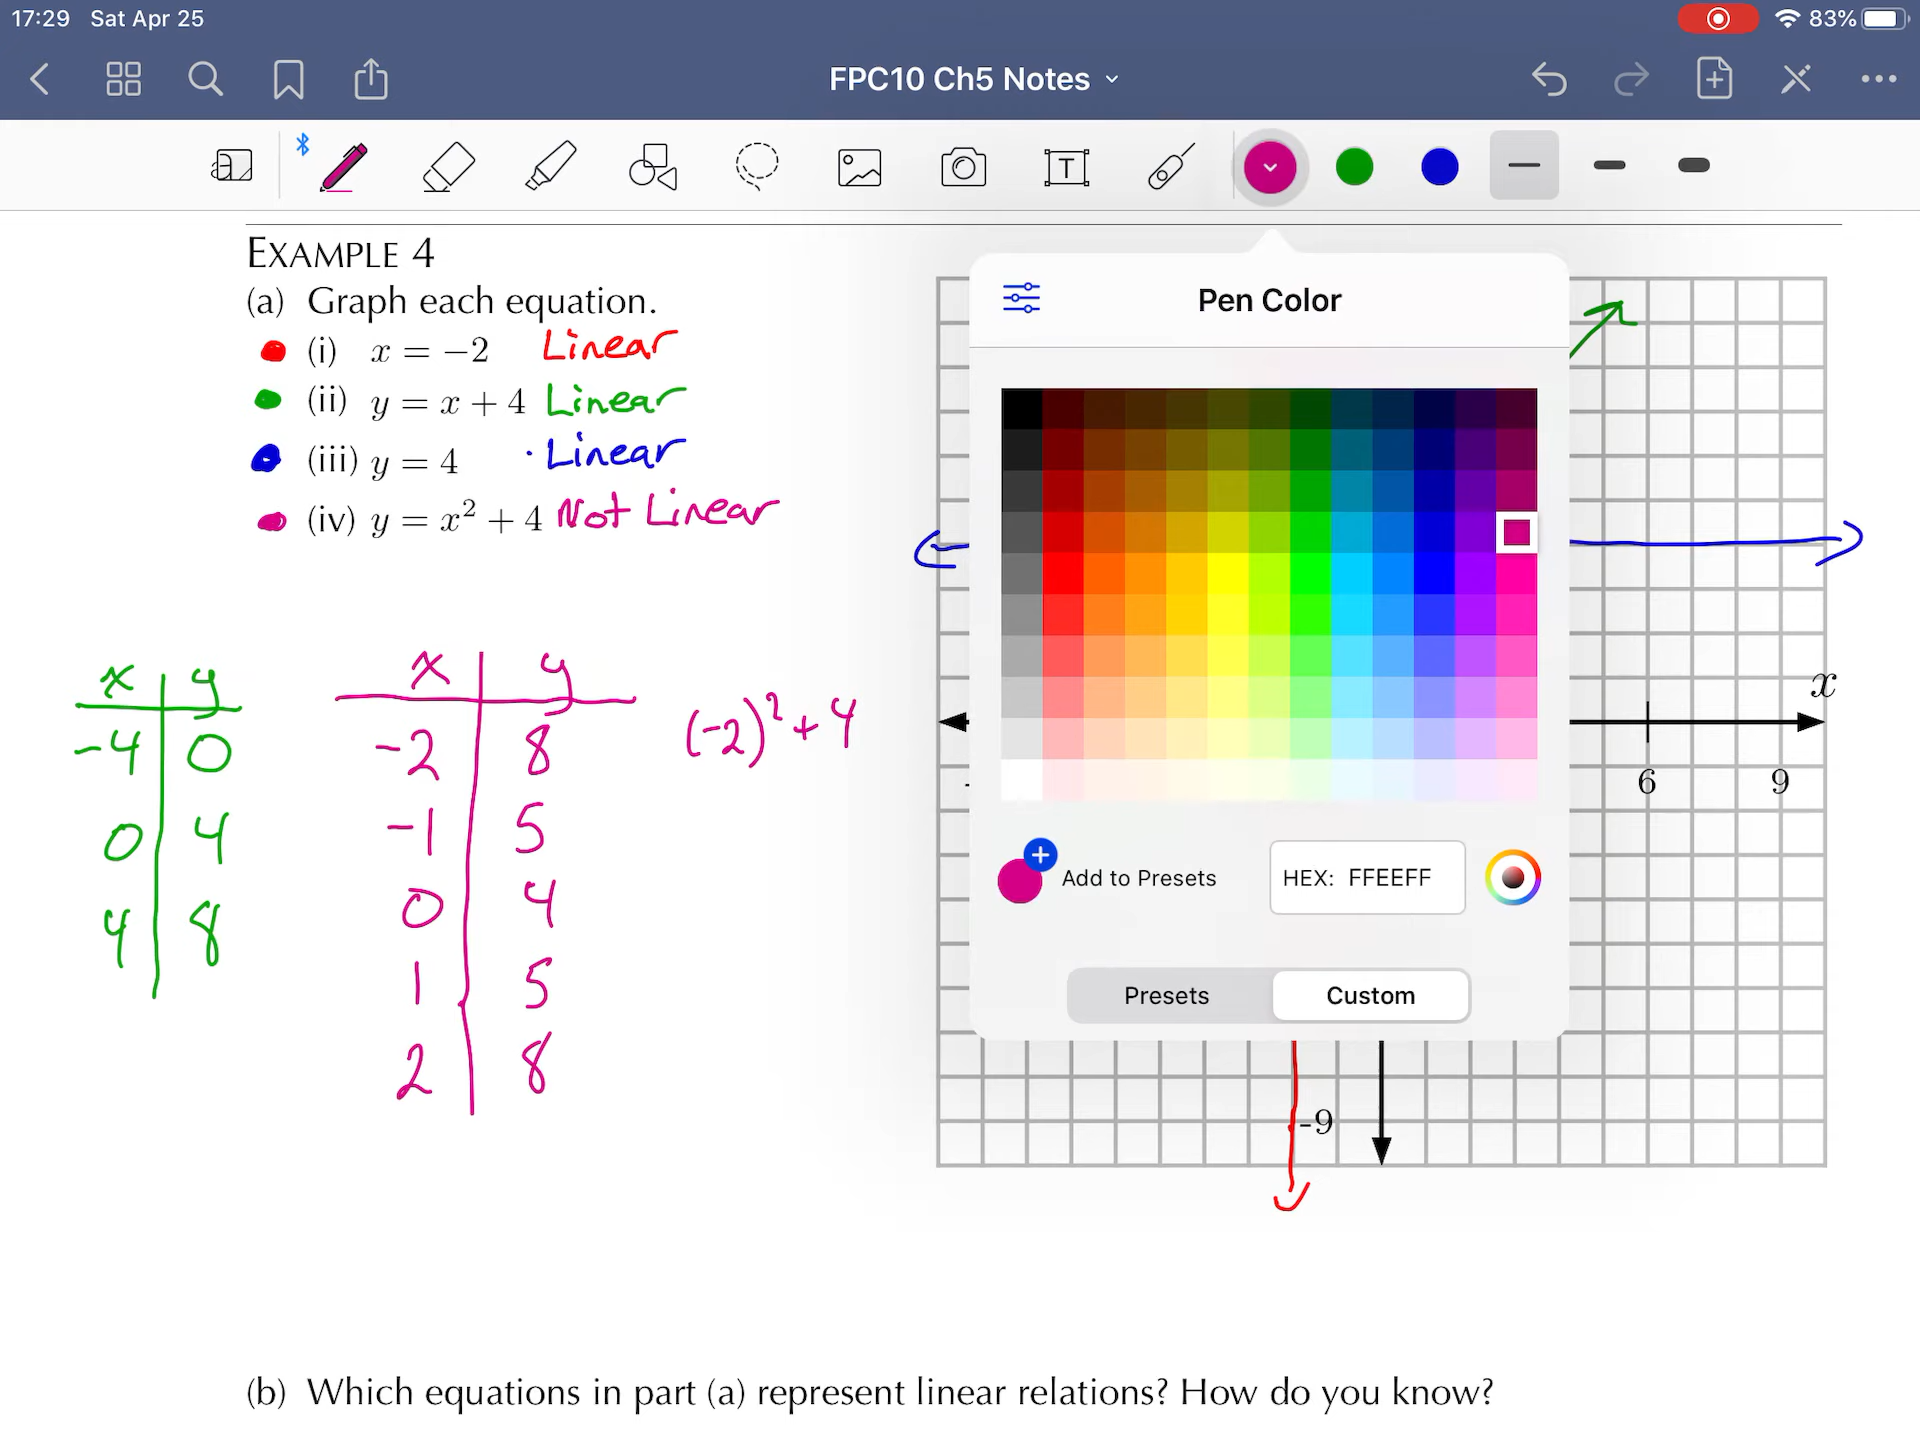 17:29 Sat Apr 25 83%
FPC10 Ch5 Notes
T
EXAMPLE 4
(a) Graph each equation.
(i) x = −2 Linear
(ii) y = x + 4 Linear
(iii) y = 4 Linear
(iv) y = x² + 4 Not Linear
x y
-4 0
0 4
4 8
x y
-2 8
-1 5
0 4
1 5
2 8
(-2)²+4
Pen Color
Add to Presets
HEX: FFEEFF
Presets Custom
x
6 9
-9
(b) Which equations in part (a) represent linear relations? How do you know?